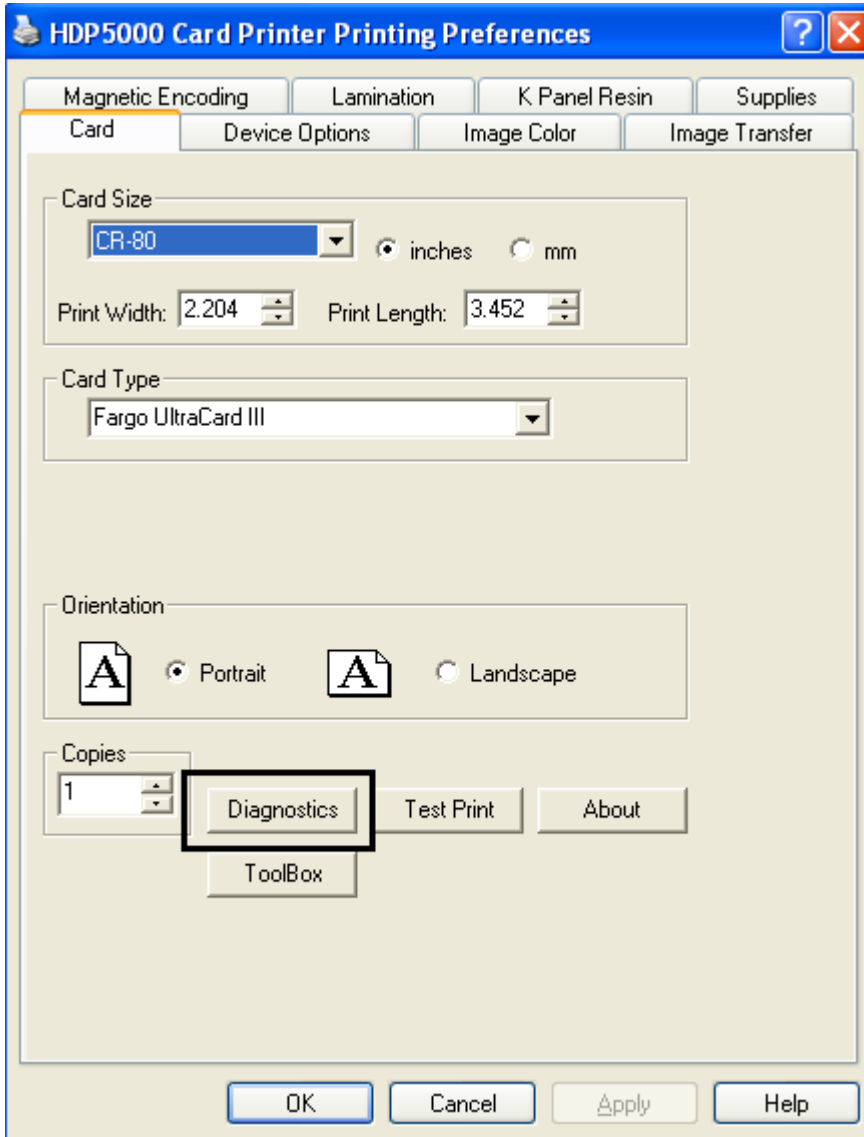 HDP5000 Card Printer Printing Preferences
Magnetic Encoding Lamination K Panel Resin Supplies
Card Device Options Image Color Image Transfer
Card Size
CR-80 inches mm
Print Width: 2.204 Print Length: 3.452
Card Type
Fargo UltraCard III
Orientation
A Portrait A Landscape
Copies
1 Diagnostics Test Print About
ToolBox
OK Cancel Apply Help